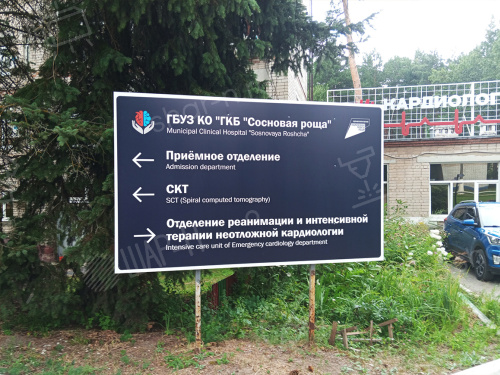 КАРДИОЛОГ
ГБУЗ КО "ГКБ "Сосновая роща"
Municipal Clinical Hospital "Sosnovaya Roshcha"
Приёмное отделение
Admission department
СКТ
SCT (Spiral computed tomography)
Отделение реанимации и интенсивной
терапии неотложной кардиологии
Intensive care unit of Emergency cardiology department